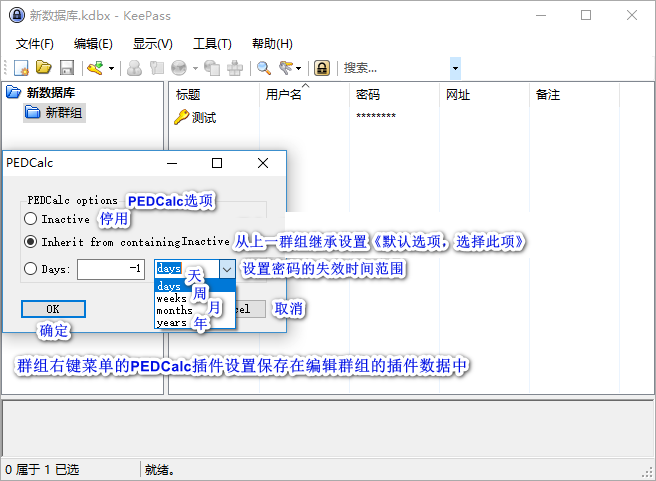 新数据库.kdbx - KeePass
文件(F) 编辑(E) 显示(V) 工具(T) 帮助(H)
搜索...
新数据库
新群组
标题 用户名 密码 网址 备注
测试 ********
PEDCalc
PEDCalc options PEDCalc选项
Inactive 停用
Inherit from containing Inactive 从上一群组继承设置《默认选项，选择此项》
Days: -1 days 设置密码的失效时间范围
days 天
weeks 周
months 月
years 年
OK cel 取消
确定
群组右键菜单的PEDCalc插件设置保存在编辑群组的插件数据中
0 属于 1 已选 就绪。